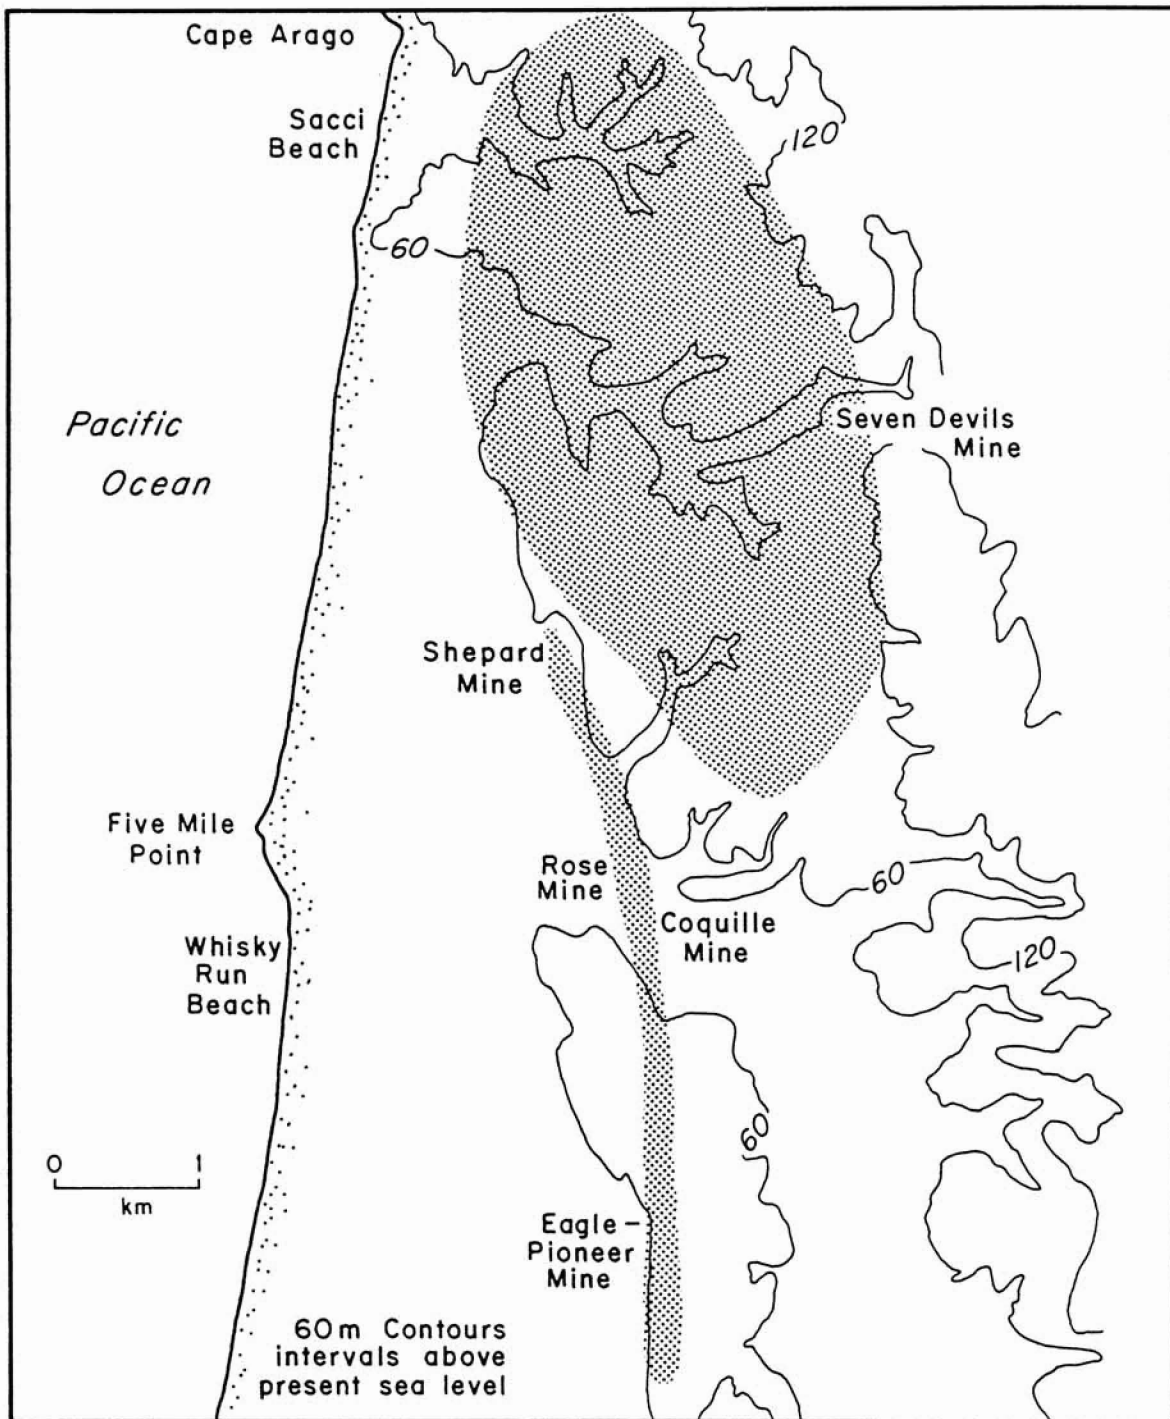 Cape Arago
Sacci
Beach
120
60
Pacific
Ocean
Seven Devils
Mine
Shepard
Mine
Five Mile
Point
Rose
Mine
60
Coquille
Mine
Whisky
Run
Beach
120
60
0 1
km
Eagle-
Pioneer
Mine
60m Contours
intervals above
present sea level